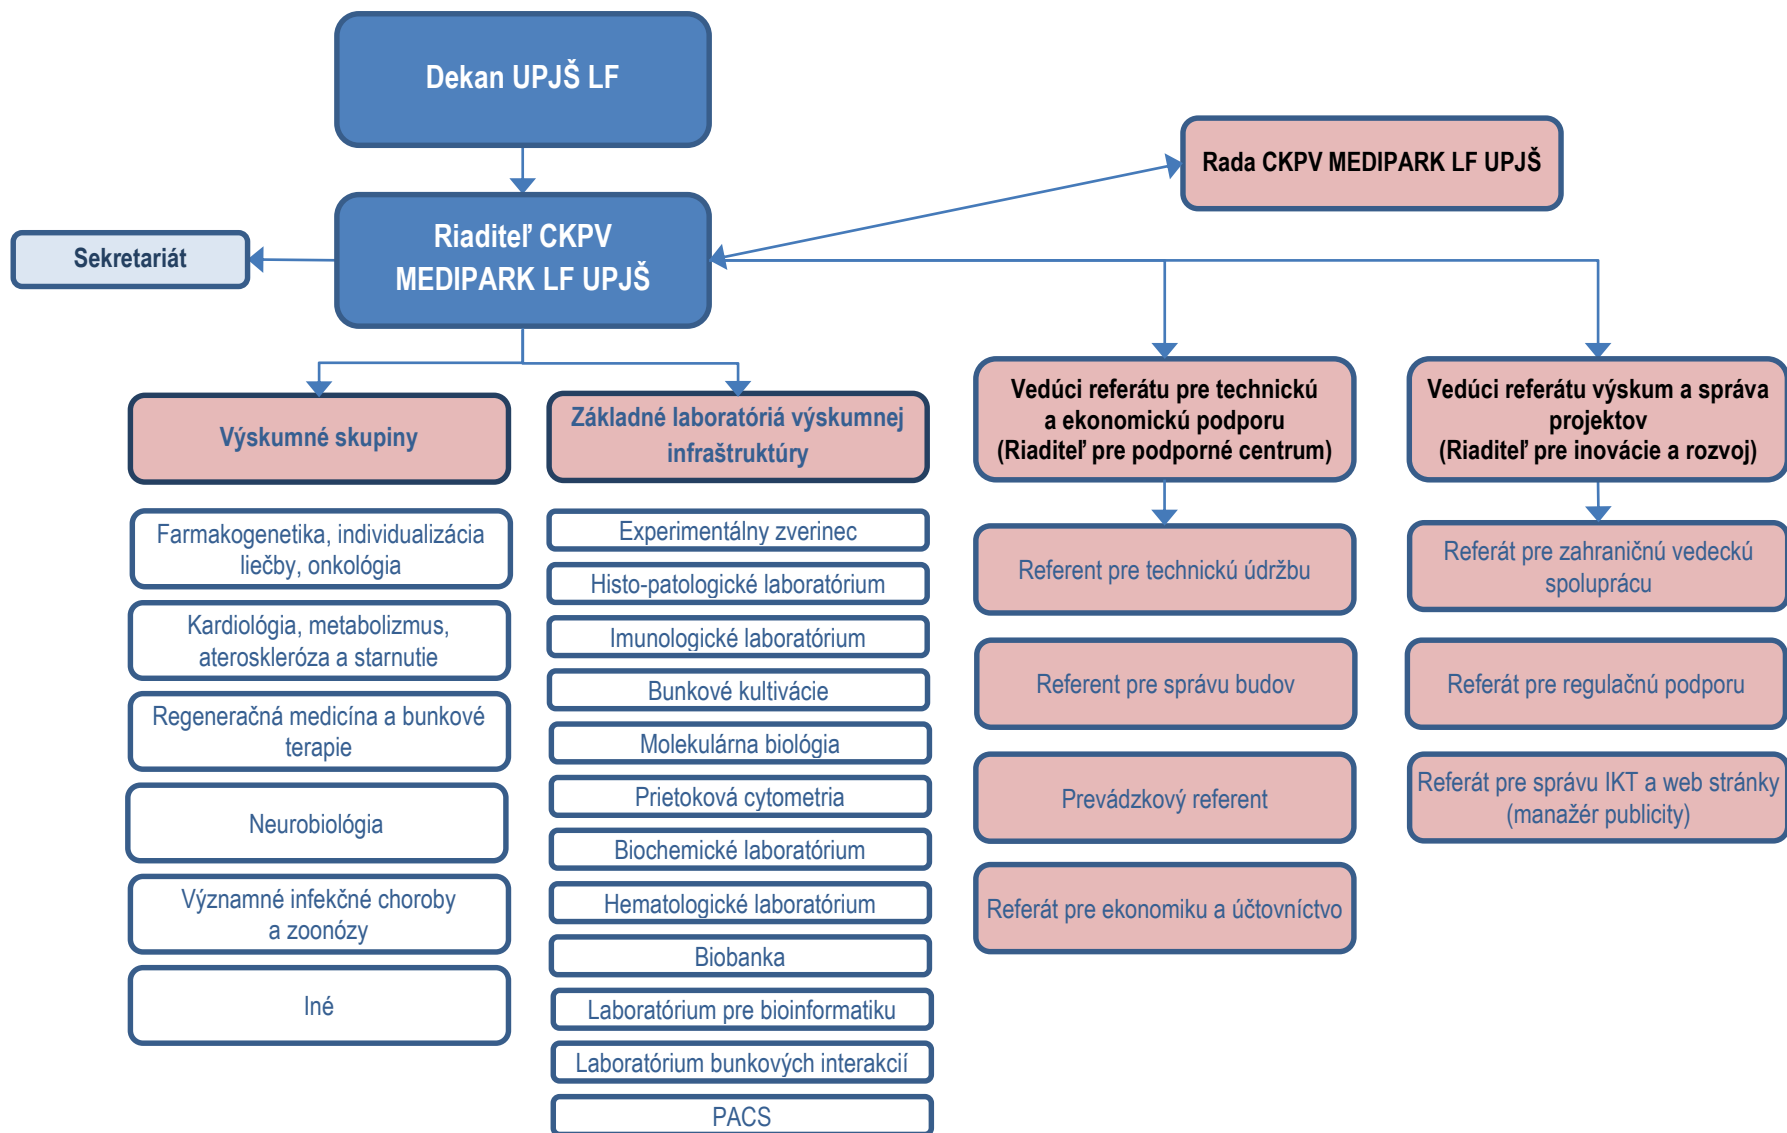 Dekan UPJŠ LF
Rada CKPV MEDIPARK LF UPJŠ
Riaditeľ CKPV
MEDIPARK LF UPJŠ
Sekretariát
Výskumné skupiny
Farmakogenetika, individualizácia
liečby, onkológia
Kardiológia, metabolizmus,
ateroskleróza a starnutie
Regeneračná medicína a bunkové
terapie
Neurobiológia
Významné infekčné choroby
a zoonózy
Iné
Základné laboratóriá výskumnej
infraštruktúry
Experimentálny zverinec
Histo-patologické laboratórium
Imunologické laboratórium
Bunkové kultivácie
Molekulárna biológia
Prietoková cytometria
Biochemické laboratórium
Hematologické laboratórium
Biobanka
Laboratórium pre bioinformatiku
Laboratórium bunkových interakcií
PACS
Vedúci referátu pre technickú
a ekonomickú podporu
(Riaditeľ pre podporné centrum)
Referent pre technickú údržbu
Referent pre správu budov
Prevádzkový referent
Referát pre ekonomiku a účtovníctvo
Vedúci referátu výskum a správa
projektov
(Riaditeľ pre inovácie a rozvoj)
Referát pre zahraničnú vedeckú
spoluprácu
Referát pre regulačnú podporu
Referát pre správu IKT a web stránky
(manažér publicity)